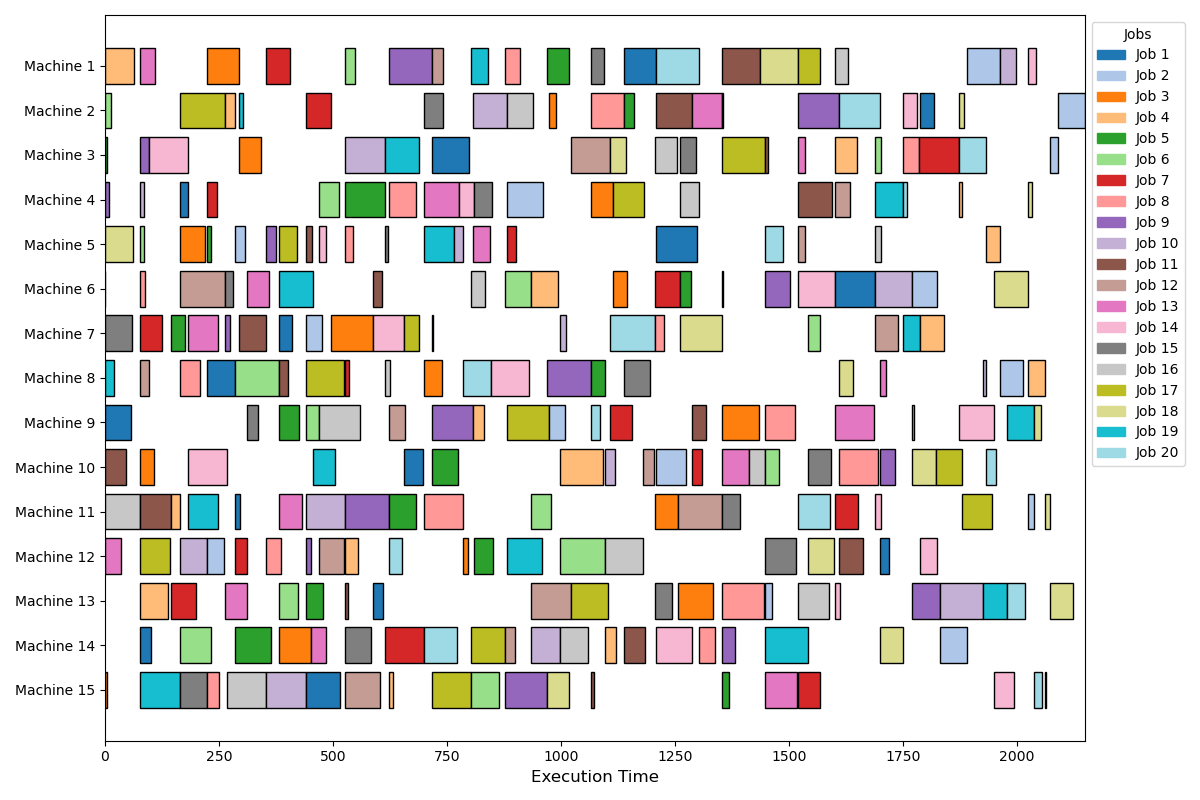 Machine 1
Machine 2
Machine 3
Machine 4
Machine 5
Machine 6
Machine 7
Machine 8
Machine 9
Machine 10
Machine 11
Machine 12
Machine 13
Machine 14
Machine 15
0 250 500 750 1000 1250 1500 1750 2000
Execution Time
Jobs
Job 1
Job 2
Job 3
Job 4
Job 5
Job 6
Job 7
Job 8
Job 9
Job 10
Job 11
Job 12
Job 13
Job 14
Job 15
Job 16
Job 17
Job 18
Job 19
Job 20